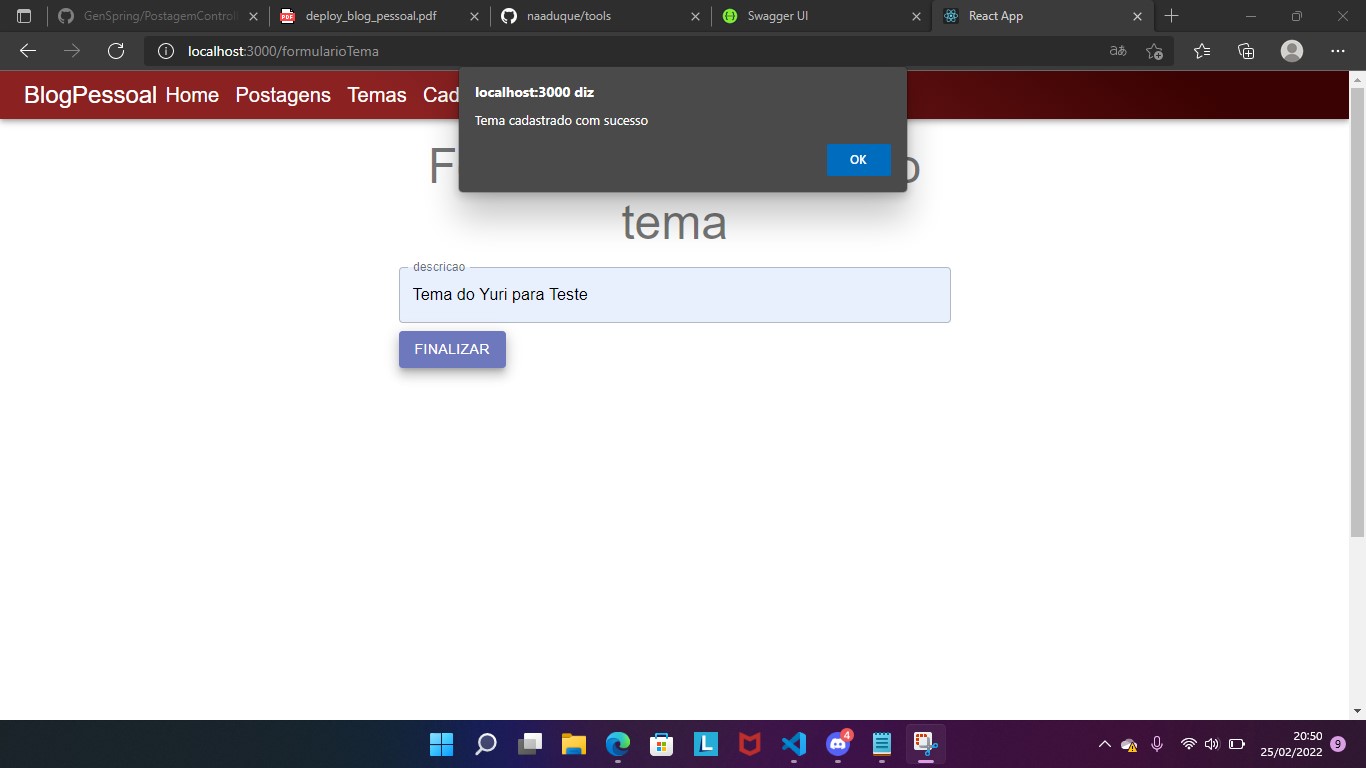 GenSpring/PostagemControll
deploy_blog_pessoal.pdf
naaduque/tools
Swagger UI
React App
localhost:3000/formularioTema
BlogPessoal Home Postagens Temas Cad
localhost:3000 diz
Tema cadastrado com sucesso
OK
tema
descricao
Tema do Yuri para Teste
FINALIZAR
4
20:50
25/02/2022
9